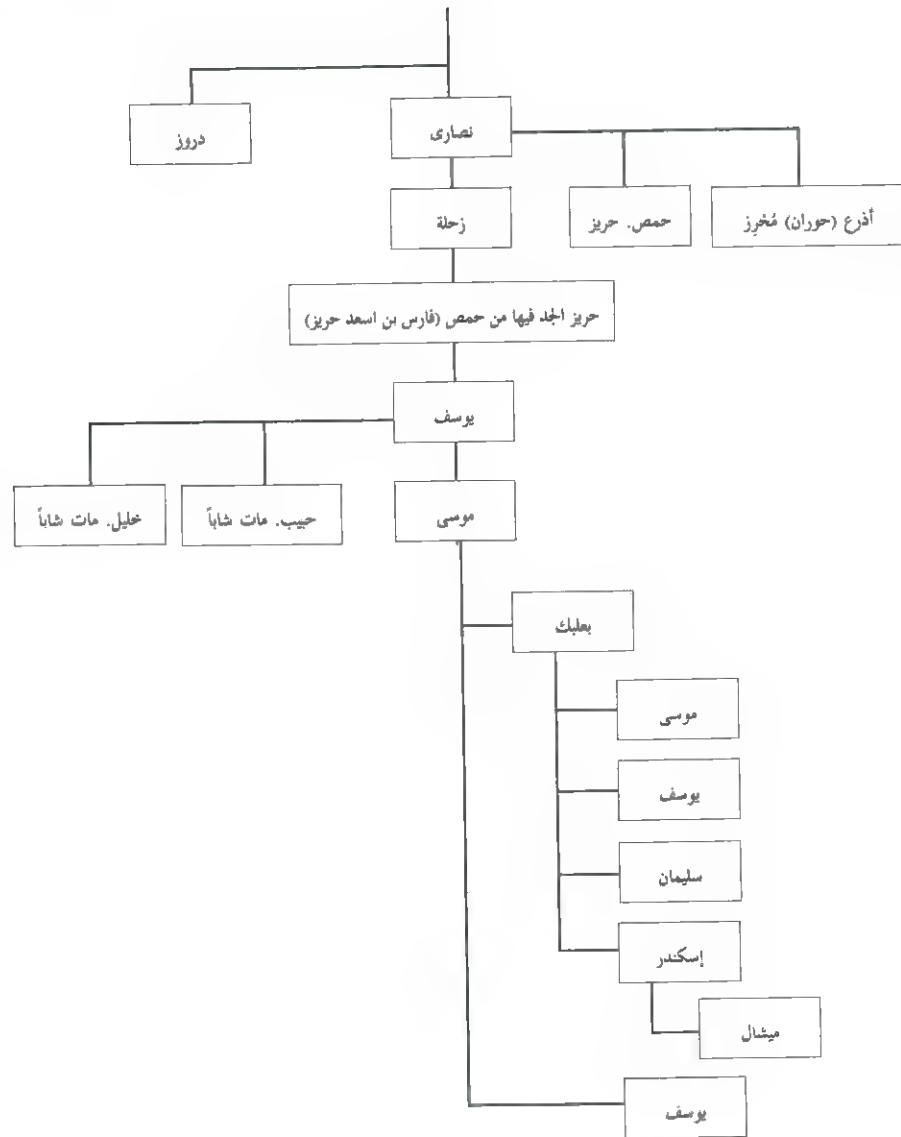 نصارى
دروز
أذرع (حوران) مُحْرِز
حمص. حريز
زحلة
حريز الجد فيها من حمص (فارس بن اسعد حريز)
يوسف
موسى
حبيب. مات شاباً
خليل. مات شاباً
بعلبك
موسى
يوسف
سليمان
إسكندر
ميشال
يوسف